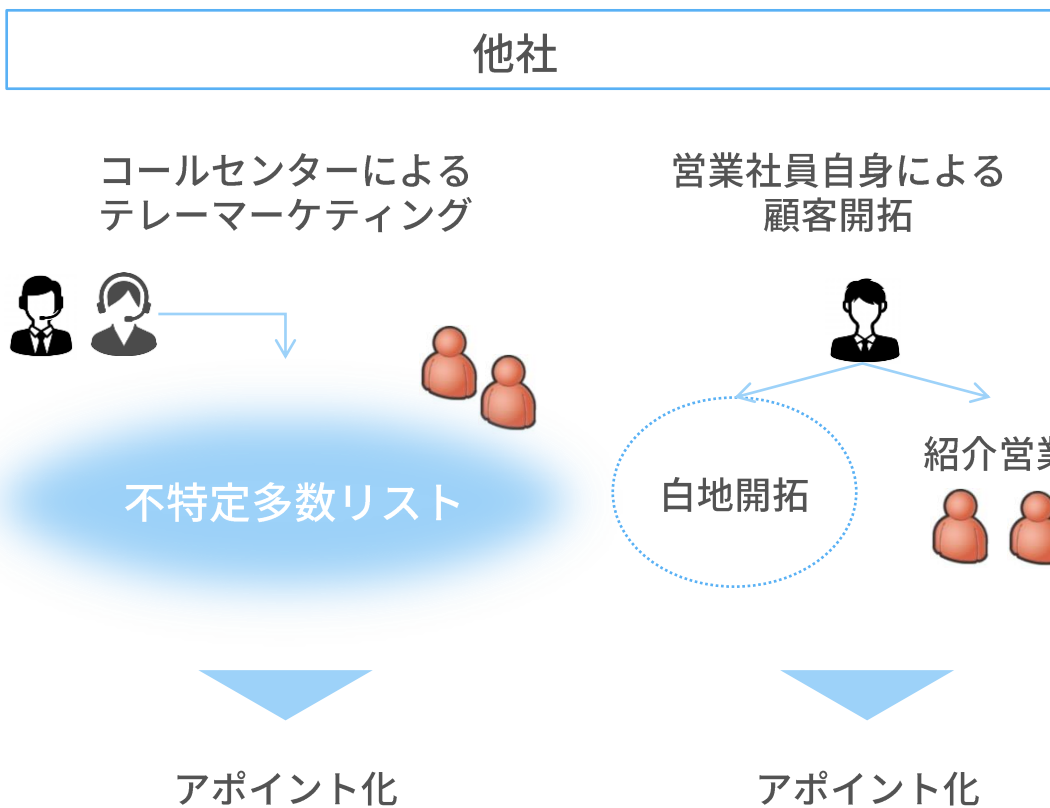 他社
コールセンターによる
テレーマーケティング
営業社員自身による
顧客開拓
紹介営業
白地開拓
不特定多数リスト
アポイント化
アポイント化